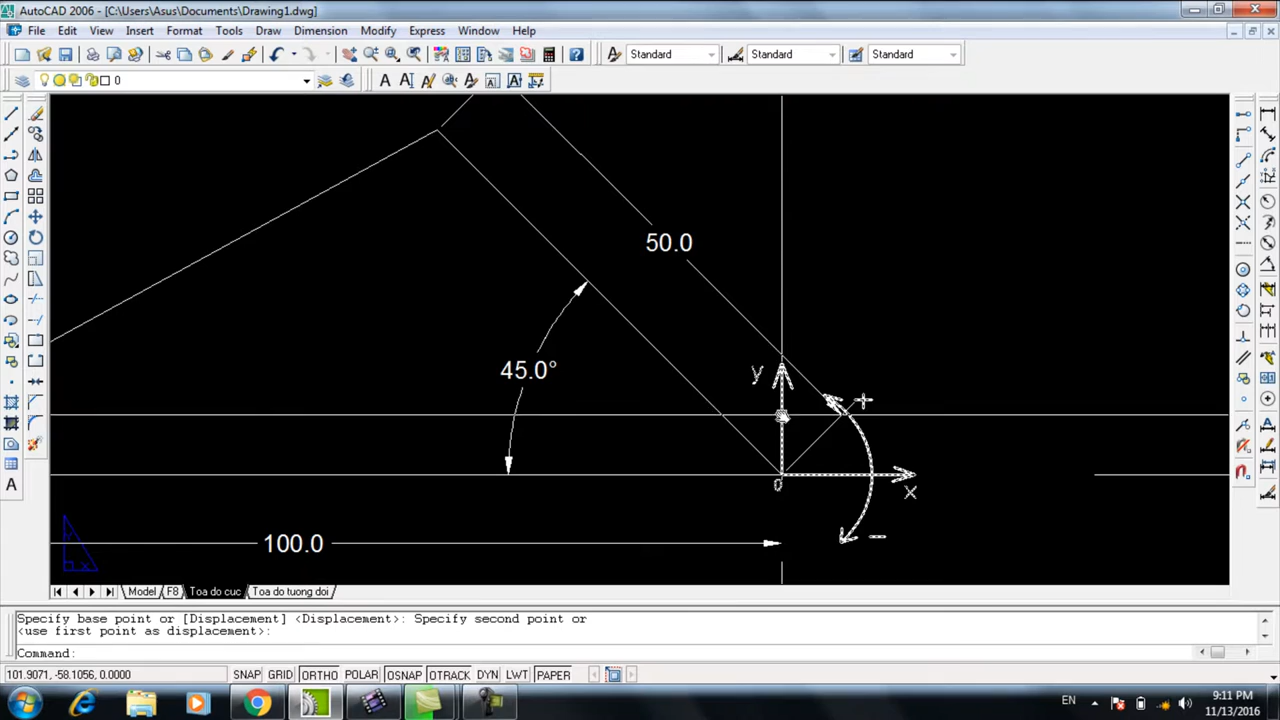 AutoCAD 2006 - [C:\Users\Asus\Documents\Drawing1.dwg]
File Edit View Insert Format Tools Draw Dimension Modify Express Window Help
Standard Standard Standard
0
50.0
45.0°
y
+
0
x
-
100.0
Model F8 Toa do cuc Toa do tuong doi
Specify base point or [Displacement] <Displacement>: Specify second point or
<use first point as displacement>:
Command:
101.9071, -58.1056, 0.0000 SNAP GRID ORTHO POLAR OSNAP OTRACK DYN LWT PAPER
EN 9:11 PM
11/13/2016